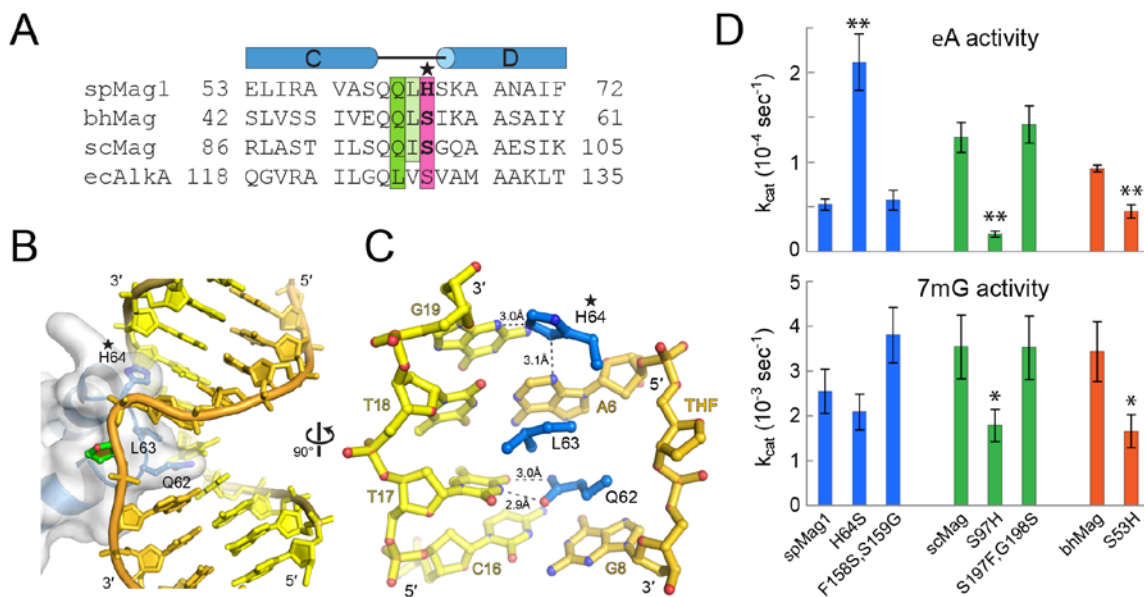 A
C D
★
spMag1 53 ELIRA VASQQLHSKA ANAIF 72
bhMag 42 SLVSS IVEQQLSIKA ASAIY 61
scMag 86 RLAST ILSQQISGQA AESIK 105
ecAlkA 118 QGVRA ILGQLVSVAM AAKLT 135
B
3′ 5′
★
H64
L63
Q62
3′ 5′
90°
C
3′
G19
3.0Å
★
H64
3.1Å
5′
T18
A6
THF
L63
T17
3.0Å
Q62
2.9Å
C16
G8
5′
3′
D
eA activity
kcat (10⁻⁴ sec⁻¹)
2
1
0
**
**
**
7mG activity
kcat (10⁻³ sec⁻¹)
5
4
3
2
1
0
*
*
spMag1
H64S
F158S,S159G
scMag
S97H
S197F,G198S
bhMag
S53H